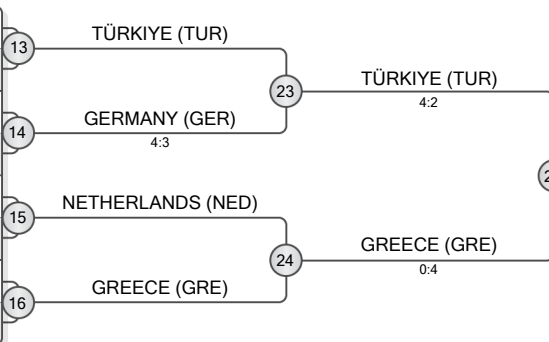 TÜRKIYE (TUR)
13
23
TÜRKIYE (TUR)
4:2
GERMANY (GER)
14
4:3
NETHERLANDS (NED)
15
24
GREECE (GRE)
0:4
GREECE (GRE)
16